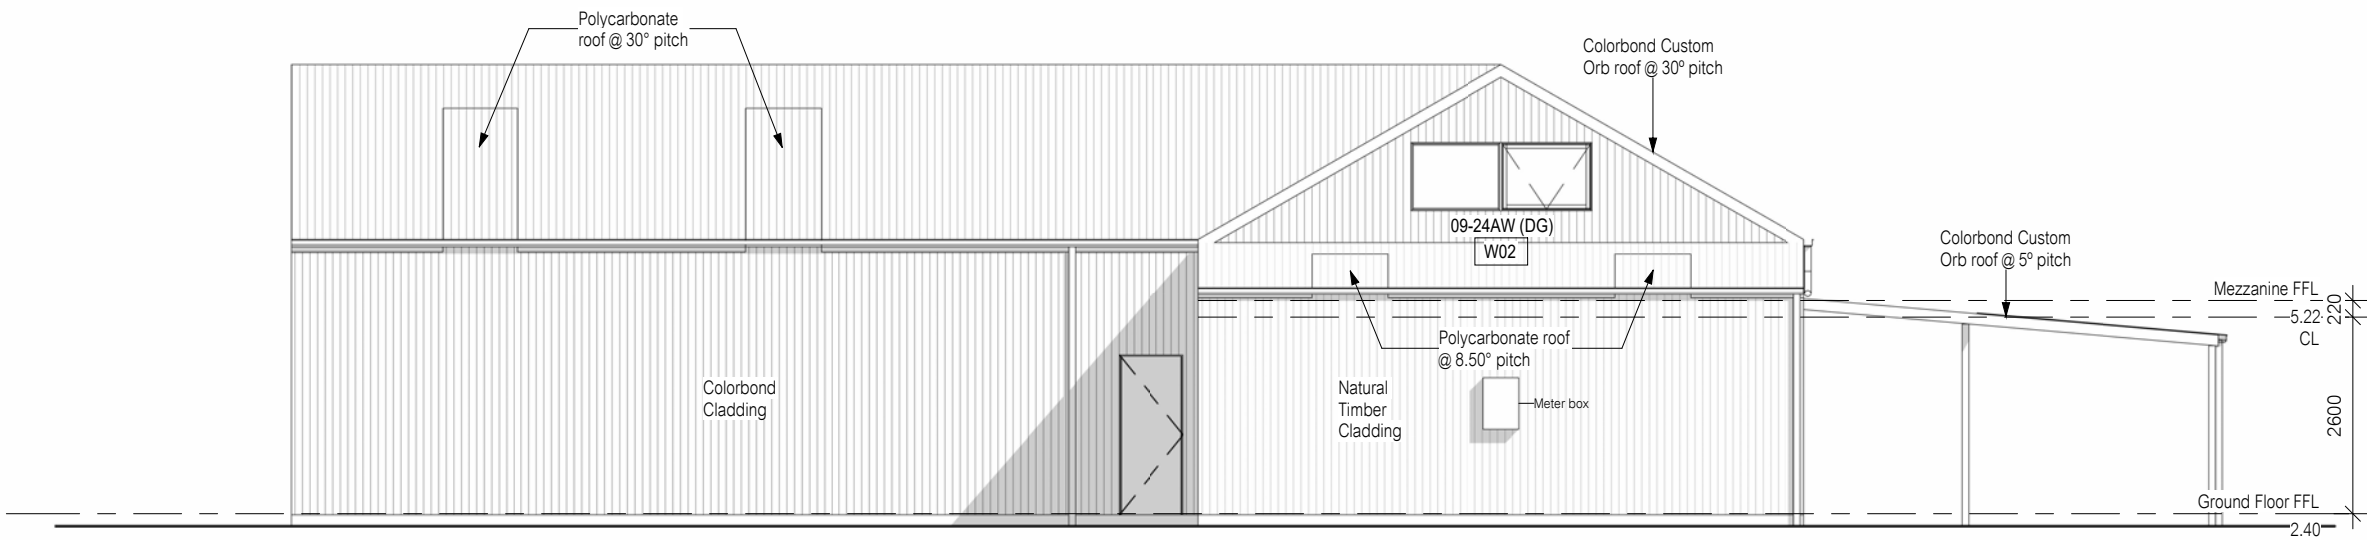 Polycarbonate
roof @ 30° pitch
Colorbond Custom
Orb roof @ 30º pitch
09-24AW (DG)
W02
Colorbond Custom
Orb roof @ 5º pitch
Mezzanine FFL
5.22
CL
220
Polycarbonate roof
@ 8.50° pitch
Colorbond
Cladding
Natural
Timber
Cladding
Meter box
2600
Ground Floor FFL
2.40